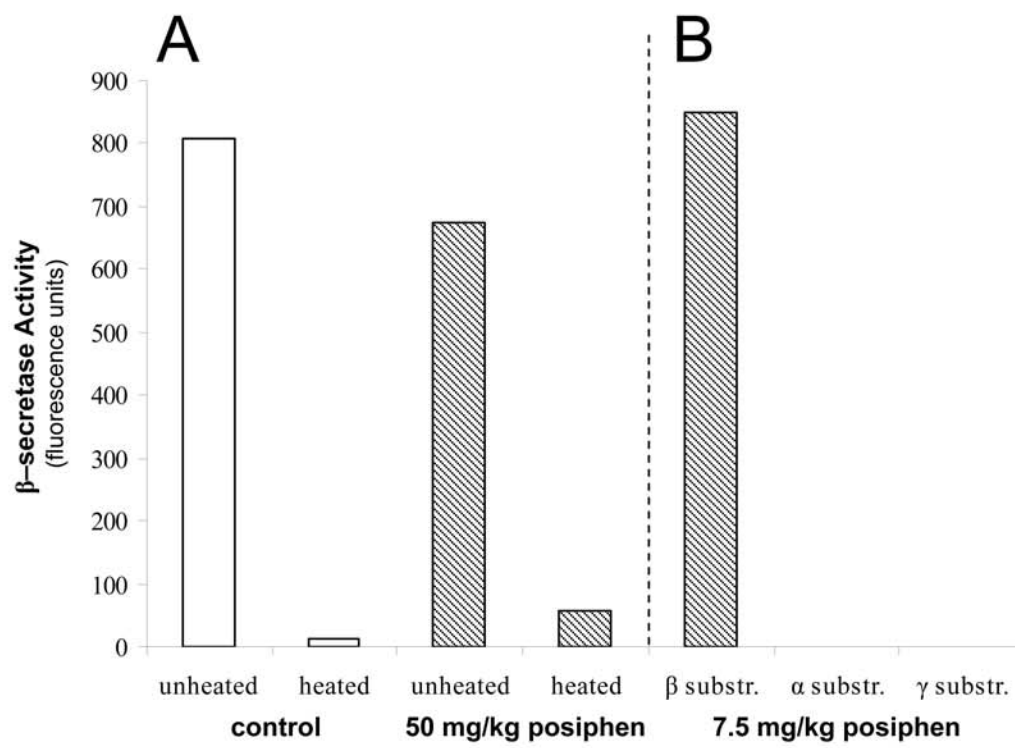 A
B
900
800
700
600
500
400
300
200
100
0
β–secretase Activity
(fluorescence units)
unheated heated unheated heated β substr. α substr. γ substr.
control 50 mg/kg posiphen 7.5 mg/kg posiphen